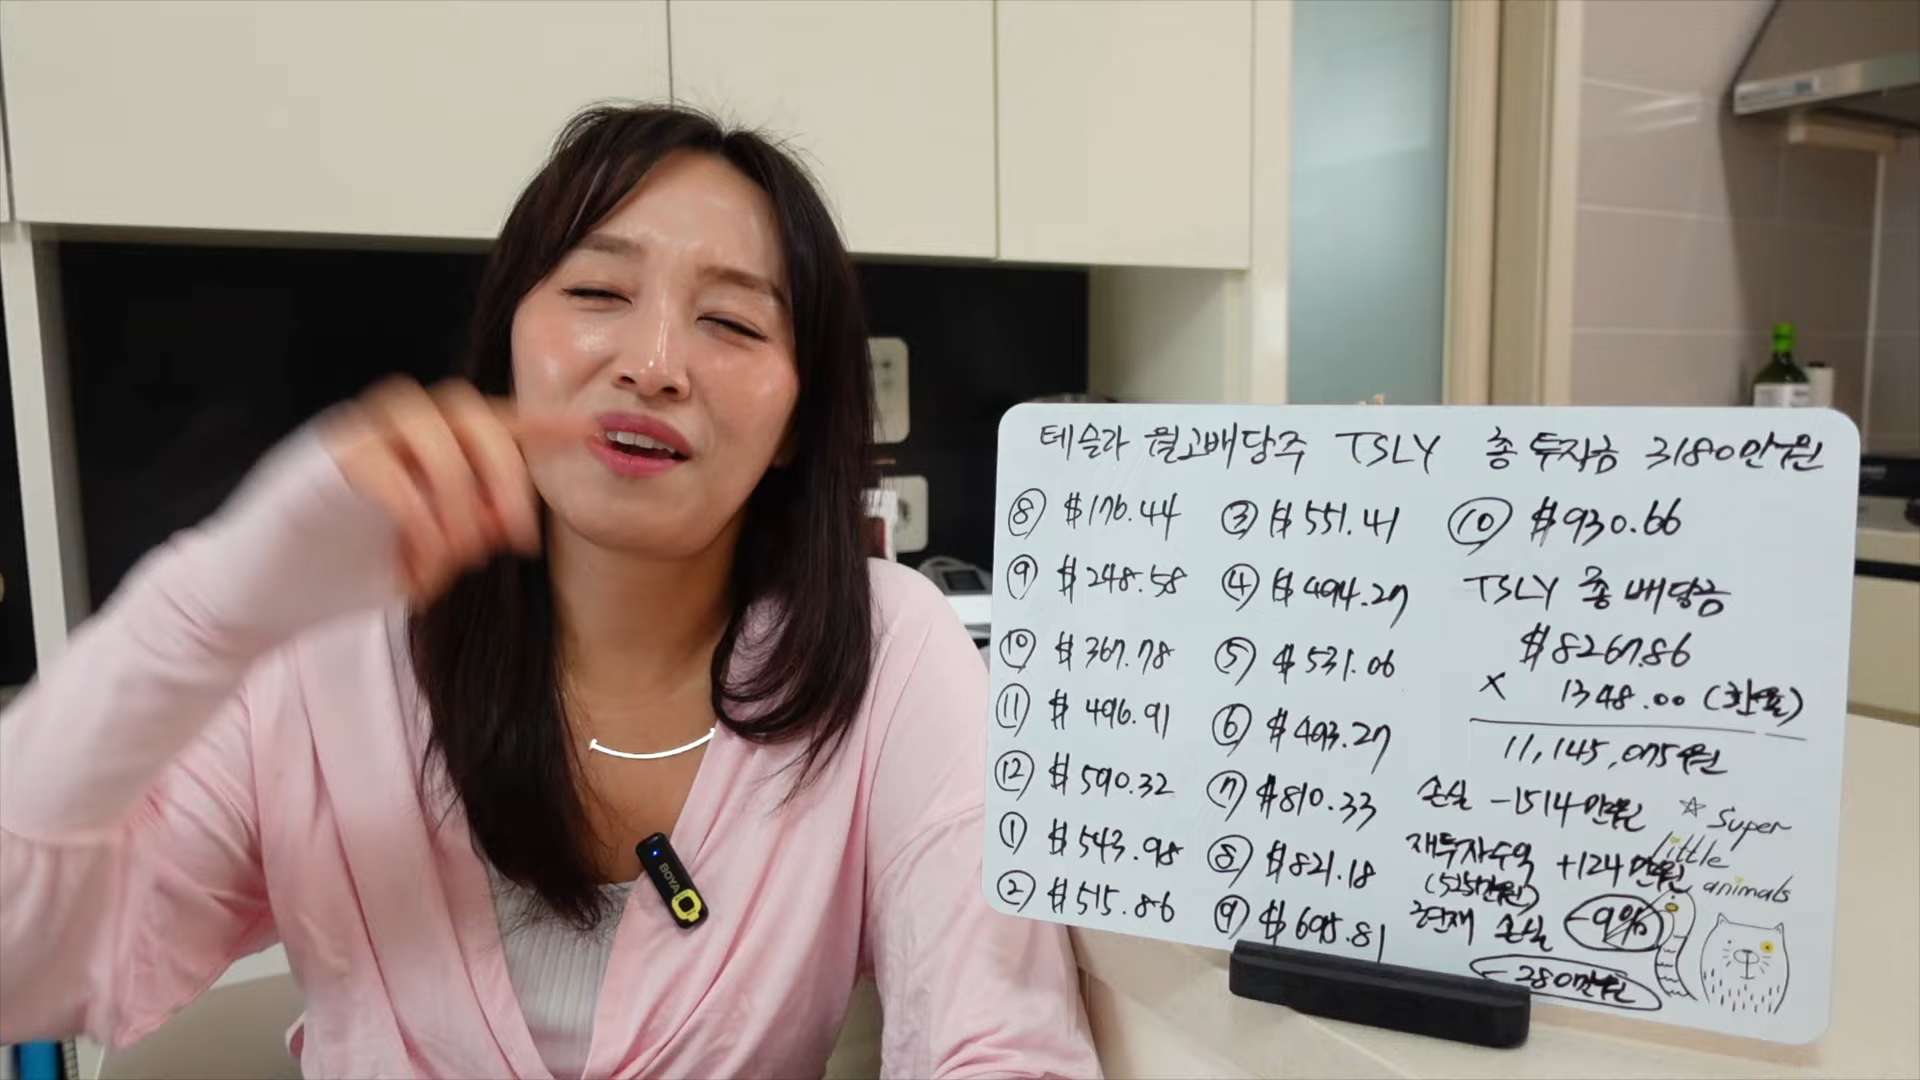 테슬라 월고배당주 TSLY 총 투자금 3180만원
⑧ $176.44
⑨ $248.58
⑩ $367.78
⑪ $496.91
⑫ $590.32
① $543.98
② $515.86
③ $551.41
④ $494.27
⑤ $531.06
⑥ $493.27
⑦ $810.33
⑧ $821.18
⑨ $695.81
⑩ $930.66
TSLY 총 배당금
$8267.86
× 1348.00 (환율)
11,145,075원
손실 -1514만원
재투자수익 +124만원
(525만원)
현재 손실 -9%
-280만원
☆ Super
little
animals
BOYA